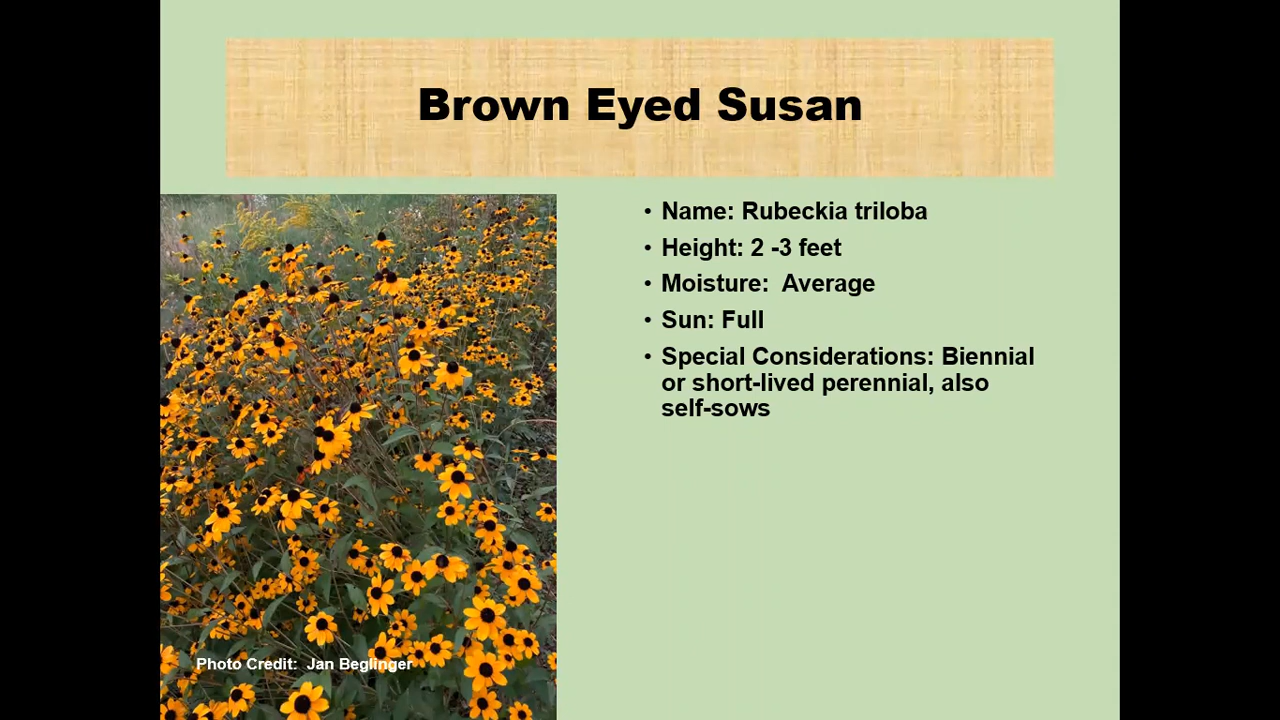 Brown Eyed Susan
• Name: Rubeckia triloba
• Height: 2 -3 feet
• Moisture:  Average
• Sun: Full
• Special Considerations: Biennial
or short-lived perennial, also
self-sows
Photo Credit:  Jan Beglinger